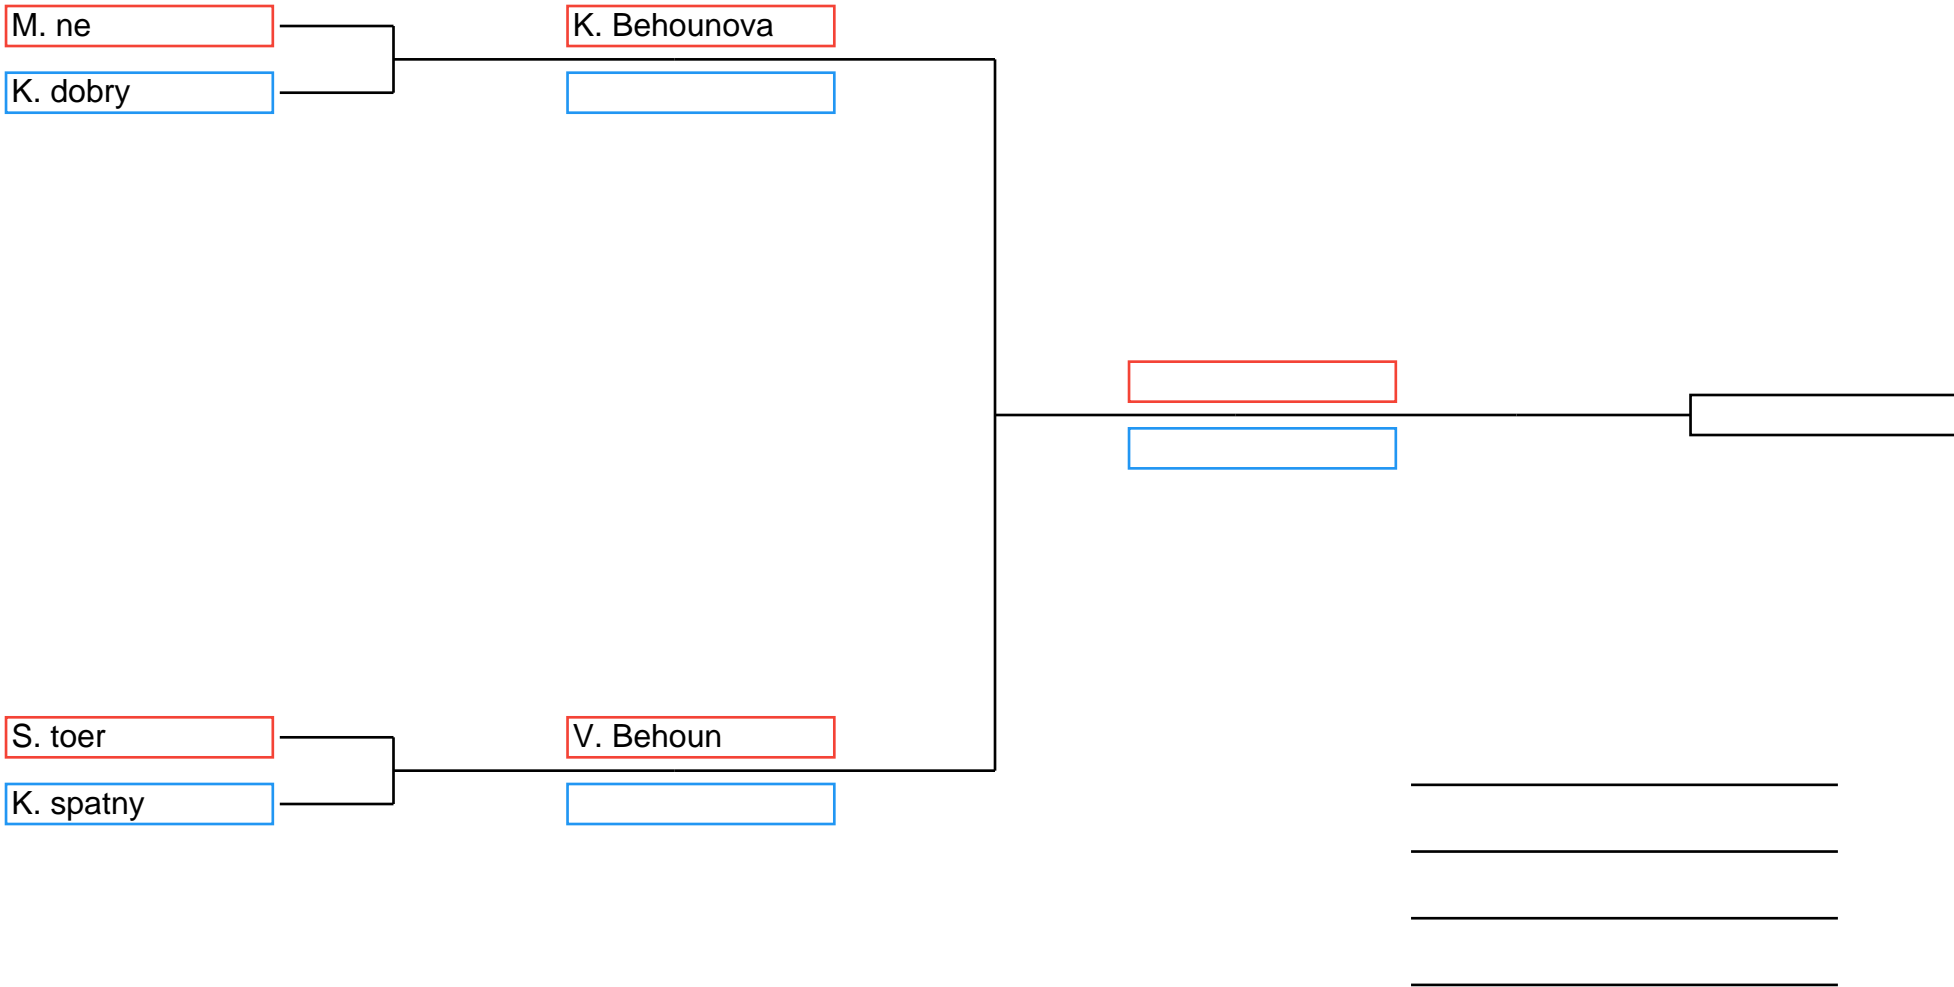 M. ne
K. Behounova
K. dobry
S. toer
V. Behoun
K. spatny